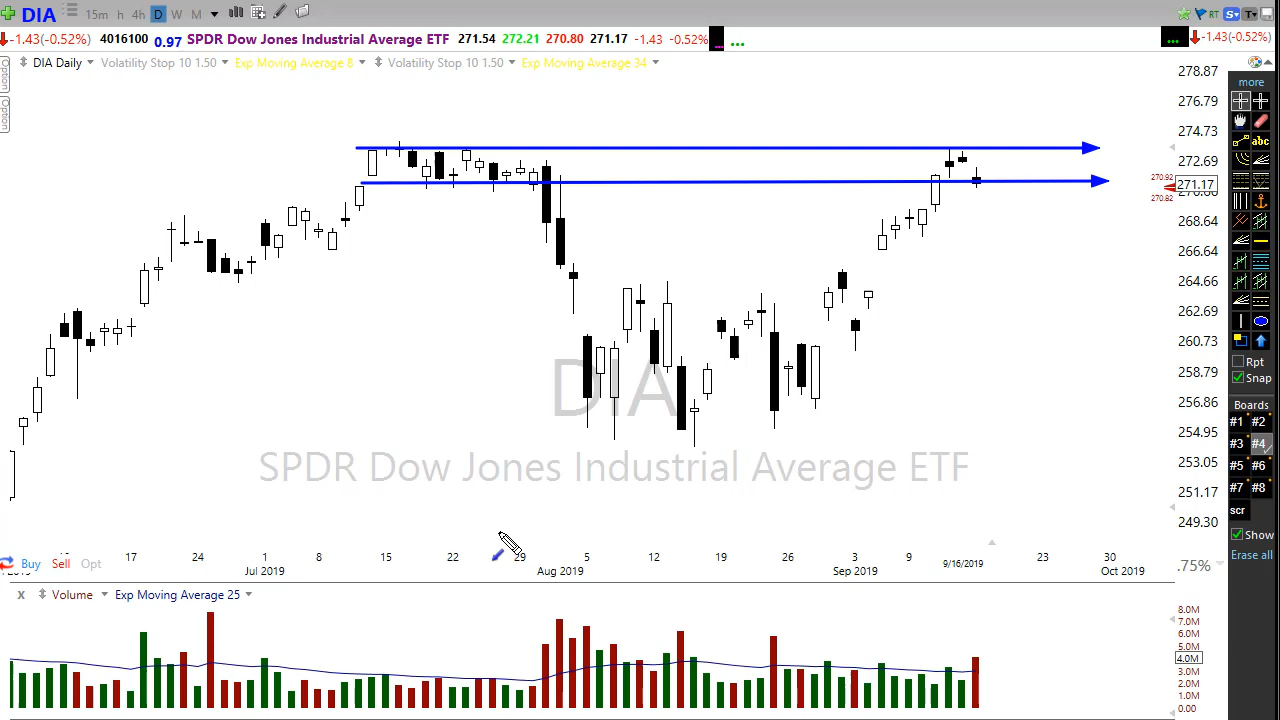 DIA 15m h 4h D W M RT S T
-1.43(-0.52%) 4016100 0.97 SPDR Dow Jones Industrial Average ETF 271.54 272.21 270.80 271.17 -1.43 -0.52% ... ... ... -1.43(-0.52%)
DIA Daily Volatility Stop 10 1.50 Exp Moving Average 8 Volatility Stop 10 1.50 Exp Moving Average 34
Option
Option
278.87
276.79
274.73
272.69
270.92
271.17
270.82
268.64
266.64
264.66
262.69
260.73
258.79
256.86
254.95
253.05
251.17
249.30
DIA
SPDR Dow Jones Industrial Average ETF
17 24 1 8 15 22 29 5 12 19 26 3 9 23 30
Buy Sell Opt Jul 2019 Aug 2019 Sep 2019 9/16/2019 Oct 2019
.75%
x Volume Exp Moving Average 25
8.0M
7.0M
6.0M
5.0M
4.0M
3.0M
2.0M
1.0M
0.00
more
abc
Rpt
Snap
Boards
#1 #2
#3 #4
#5 #6
#7 #8
scr
Show
Erase all